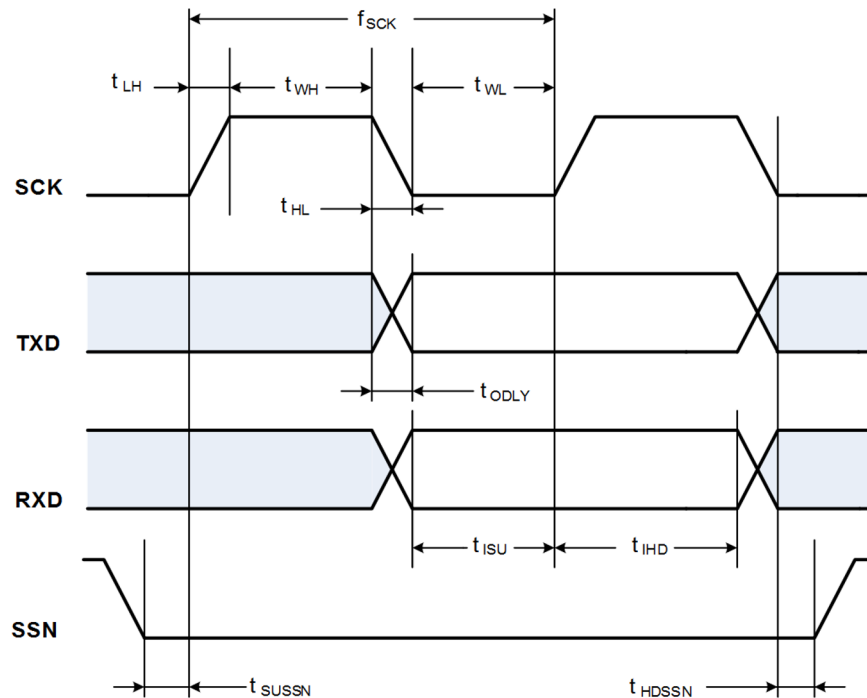 fSCK
tLH
tWH
tWL
SCK
tHL
TXD
tODLY
RXD
tISU
tIHD
SSN
tSUSSN
tHDSSN